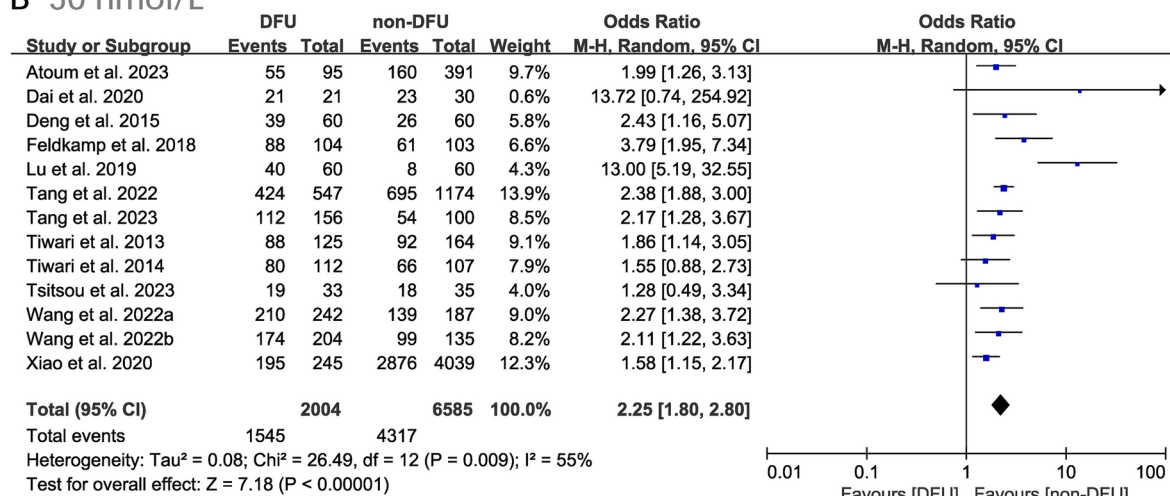 B 50 nmol/L
DFU non-DFU Odds Ratio Odds Ratio
Study or Subgroup Events Total Events Total Weight M-H, Random, 95% CI M-H, Random, 95% CI
Atoum et al. 2023 55 95 160 391 9.7% 1.99 [1.26, 3.13]
Dai et al. 2020 21 21 23 30 0.6% 13.72 [0.74, 254.92]
Deng et al. 2015 39 60 26 60 5.8% 2.43 [1.16, 5.07]
Feldkamp et al. 2018 88 104 61 103 6.6% 3.79 [1.95, 7.34]
Lu et al. 2019 40 60 8 60 4.3% 13.00 [5.19, 32.55]
Tang et al. 2022 424 547 695 1174 13.9% 2.38 [1.88, 3.00]
Tang et al. 2023 112 156 54 100 8.5% 2.17 [1.28, 3.67]
Tiwari et al. 2013 88 125 92 164 9.1% 1.86 [1.14, 3.05]
Tiwari et al. 2014 80 112 66 107 7.9% 1.55 [0.88, 2.73]
Tsitsou et al. 2023 19 33 18 35 4.0% 1.28 [0.49, 3.34]
Wang et al. 2022a 210 242 139 187 9.0% 2.27 [1.38, 3.72]
Wang et al. 2022b 174 204 99 135 8.2% 2.11 [1.22, 3.63]
Xiao et al. 2020 195 245 2876 4039 12.3% 1.58 [1.15, 2.17]
Total (95% CI) 2004 6585 100.0% 2.25 [1.80, 2.80]
Total events 1545 4317
Heterogeneity: Tau² = 0.08; Chi² = 26.49, df = 12 (P = 0.009); I² = 55%
Test for overall effect: Z = 7.18 (P < 0.00001)
0.01 0.1 1 10 100
Favours [DFU] Favours [non-DFU]